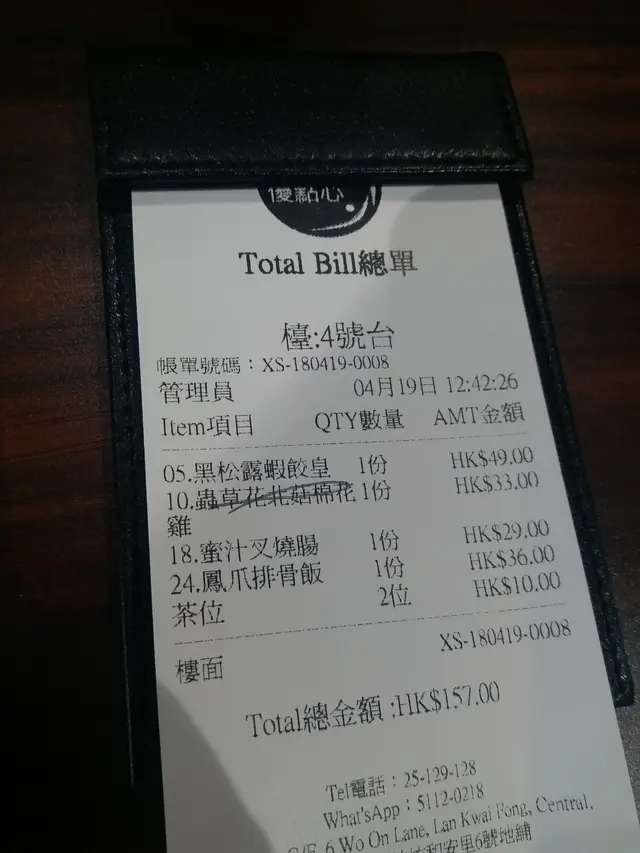 優點心
Total Bill總單
檯:4號台
帳單號碼：XS-180419-0008
管理員 04月19日 12:42:26
Item項目 QTY數量 AMT金額
05.黑松露蝦餃皇 1份 HK$49.00
10.蟲草花北菇棉花 1份 HK$33.00
雞
18.蜜汁叉燒腸 1份 HK$29.00
24.鳳爪排骨飯 1份 HK$36.00
茶位 2位 HK$10.00
XS-180419-0008
樓面
Total總金額 :HK$157.00
Tel電話：25-129-128
What'sApp：5112-0218
G/F, 6 Wo On Lane, Lan Kwai Fong, Central.
和安里6號地舖